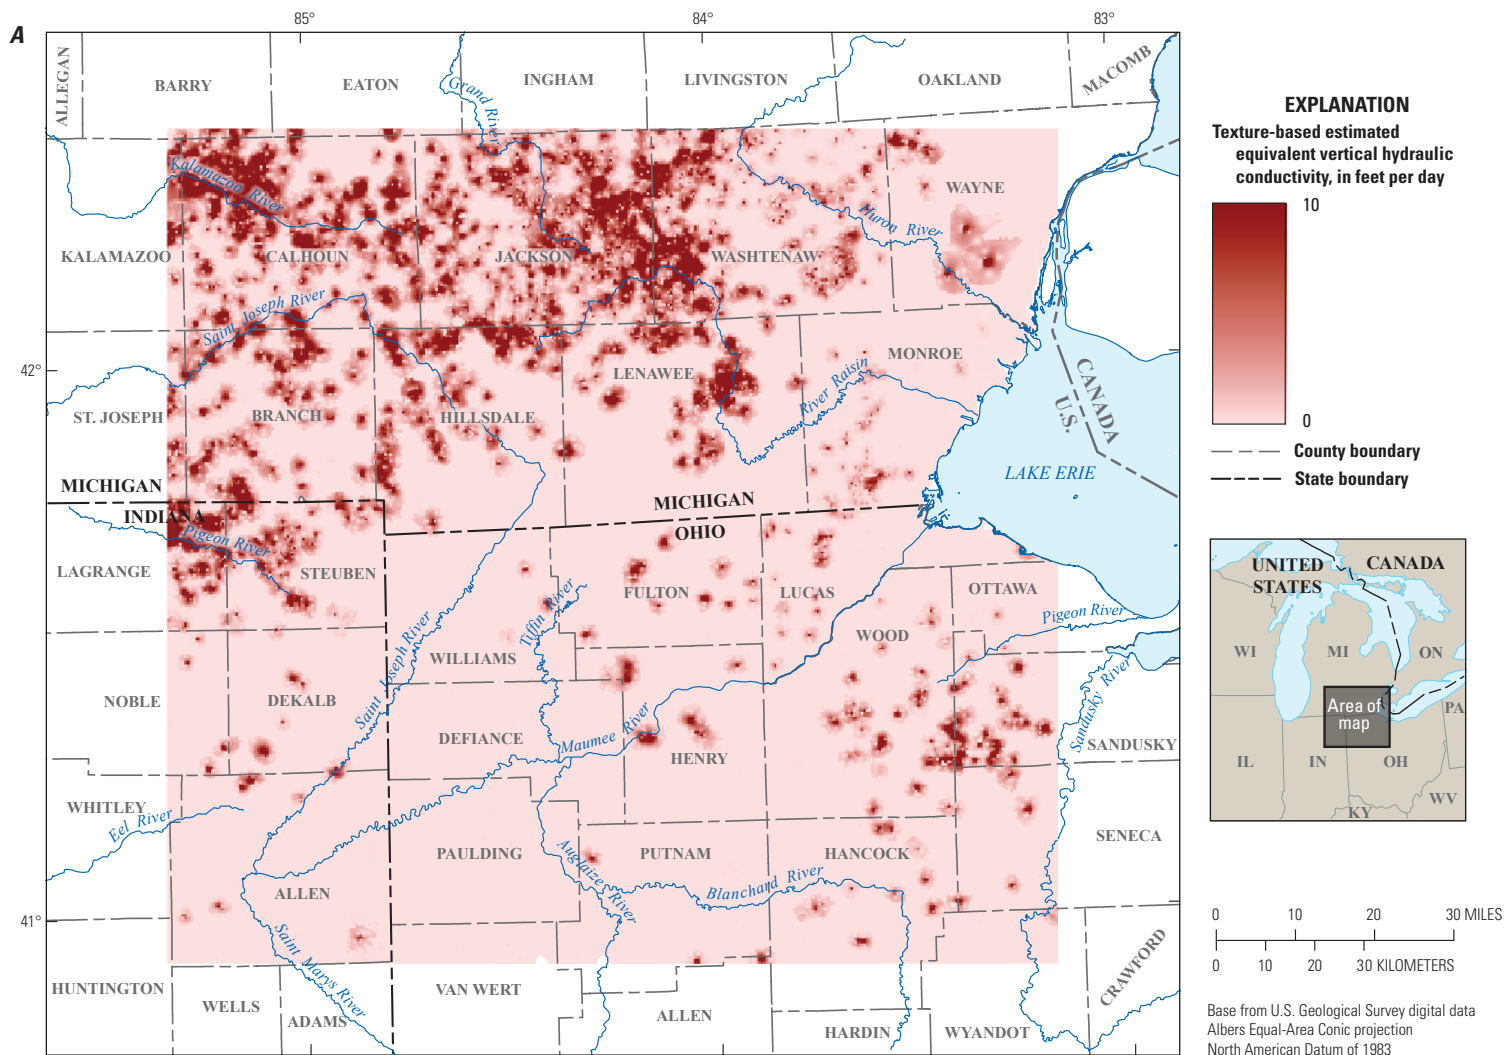 A
85°
84°
83°
ALLEGAN
BARRY
EATON
INGHAM
LIVINGSTON
OAKLAND
MACOMB
Grand River
Kalamazoo River
WAYNE
Huron River
KALAMAZOO
CALHOUN
JACKSON
WASHTENAW
Saint Joseph River
42°
MONROE
LENAWEE
River Raisin
CANADA
U.S.
ST. JOSEPH
BRANCH
HILLSDALE
LAKE ERIE
MICHIGAN
INDIANA
MICHIGAN
OHIO
Pigeon River
LAGRANGE
STEUBEN
FULTON
LUCAS
OTTAWA
Pigeon River
Tiffin River
WOOD
Saint Joseph River
WILLIAMS
Sandusky River
NOBLE
DEKALB
DEFIANCE
Maumee River
HENRY
SANDUSKY
WHITLEY
Eel River
SENECA
PAULDING
PUTNAM
HANCOCK
Auglaize River
Blanchard River
ALLEN
41°
Saint Marys River
CRAWFORD
HUNTINGTON
WELLS
ADAMS
VAN WERT
ALLEN
HARDIN
WYANDOT
EXPLANATION
Texture-based estimated
equivalent vertical hydraulic
conductivity, in feet per day
10
0
County boundary
State boundary
UNITED
STATES
CANADA
WI
MI
ON
Area of
map
PA
IL
IN
OH
WV
KY
0 10 20 30 MILES
0 10 20 30 KILOMETERS
Base from U.S. Geological Survey digital data
Albers Equal-Area Conic projection
North American Datum of 1983